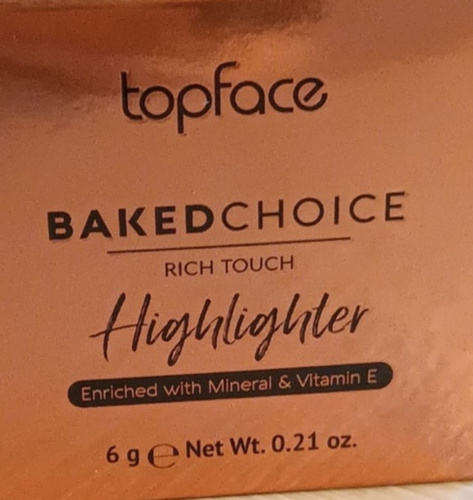 topface
BAKEDCHOICE
RICH TOUCH
Highlighter
Enriched with Mineral & Vitamin E
6 g ℮ Net Wt. 0.21 oz.